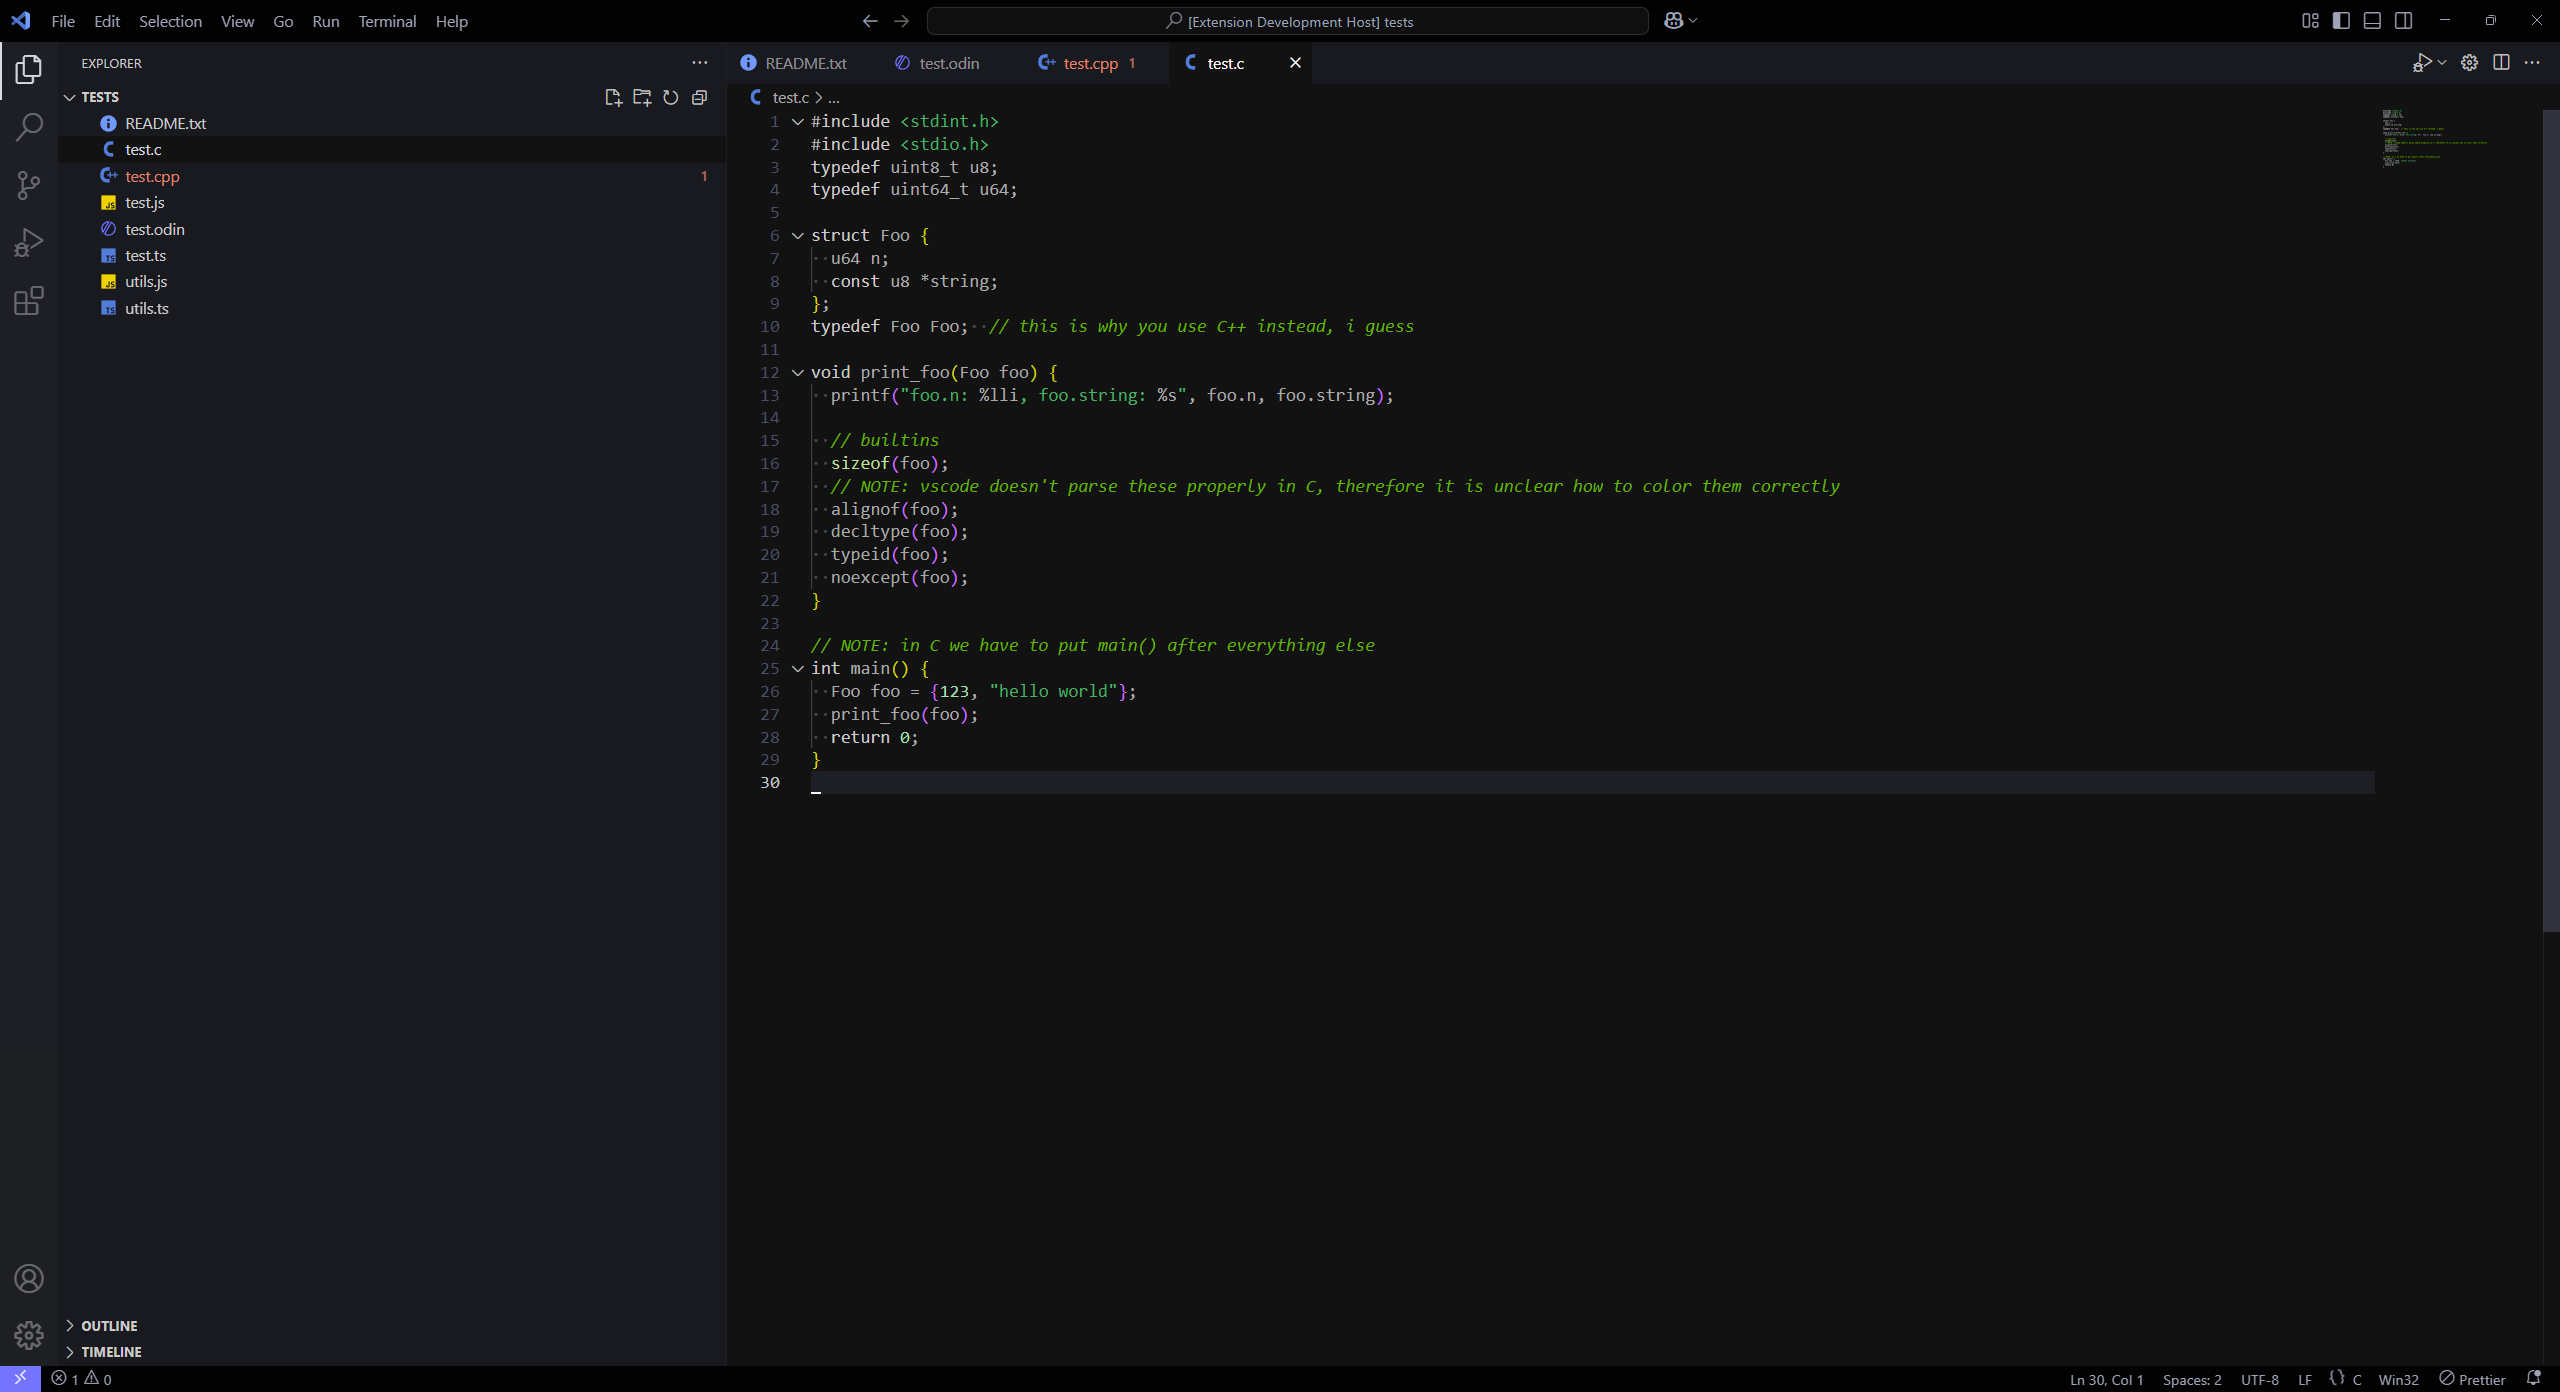 File Edit Selection View Go Run Terminal Help
[Extension Development Host] tests
EXPLORER
TESTS
README.txt
test.c
test.cpp 1
test.js
test.odin
test.ts
utils.js
utils.ts
OUTLINE
TIMELINE
README.txt test.odin test.cpp 1 test.c
test.c > ...
1 #include <stdint.h>
2 #include <stdio.h>
3 typedef uint8_t u8;
4 typedef uint64_t u64;
5
6 struct Foo {
7 u64 n;
8 const u8 *string;
9 };
10 typedef Foo Foo; // this is why you use C++ instead, i guess
11
12 void print_foo(Foo foo) {
13 printf("foo.n: %lli, foo.string: %s", foo.n, foo.string);
14
15 // builtins
16 sizeof(foo);
17 // NOTE: vscode doesn't parse these properly in C, therefore it is unclear how to color them correctly
18 alignof(foo);
19 decltype(foo);
20 typeid(foo);
21 noexcept(foo);
22 }
23
24 // NOTE: in C we have to put main() after everything else
25 int main() {
26 Foo foo = {123, "hello world"};
27 print_foo(foo);
28 return 0;
29 }
30
1 0
Ln 30, Col 1 Spaces: 2 UTF-8 LF {} C Win32 Prettier